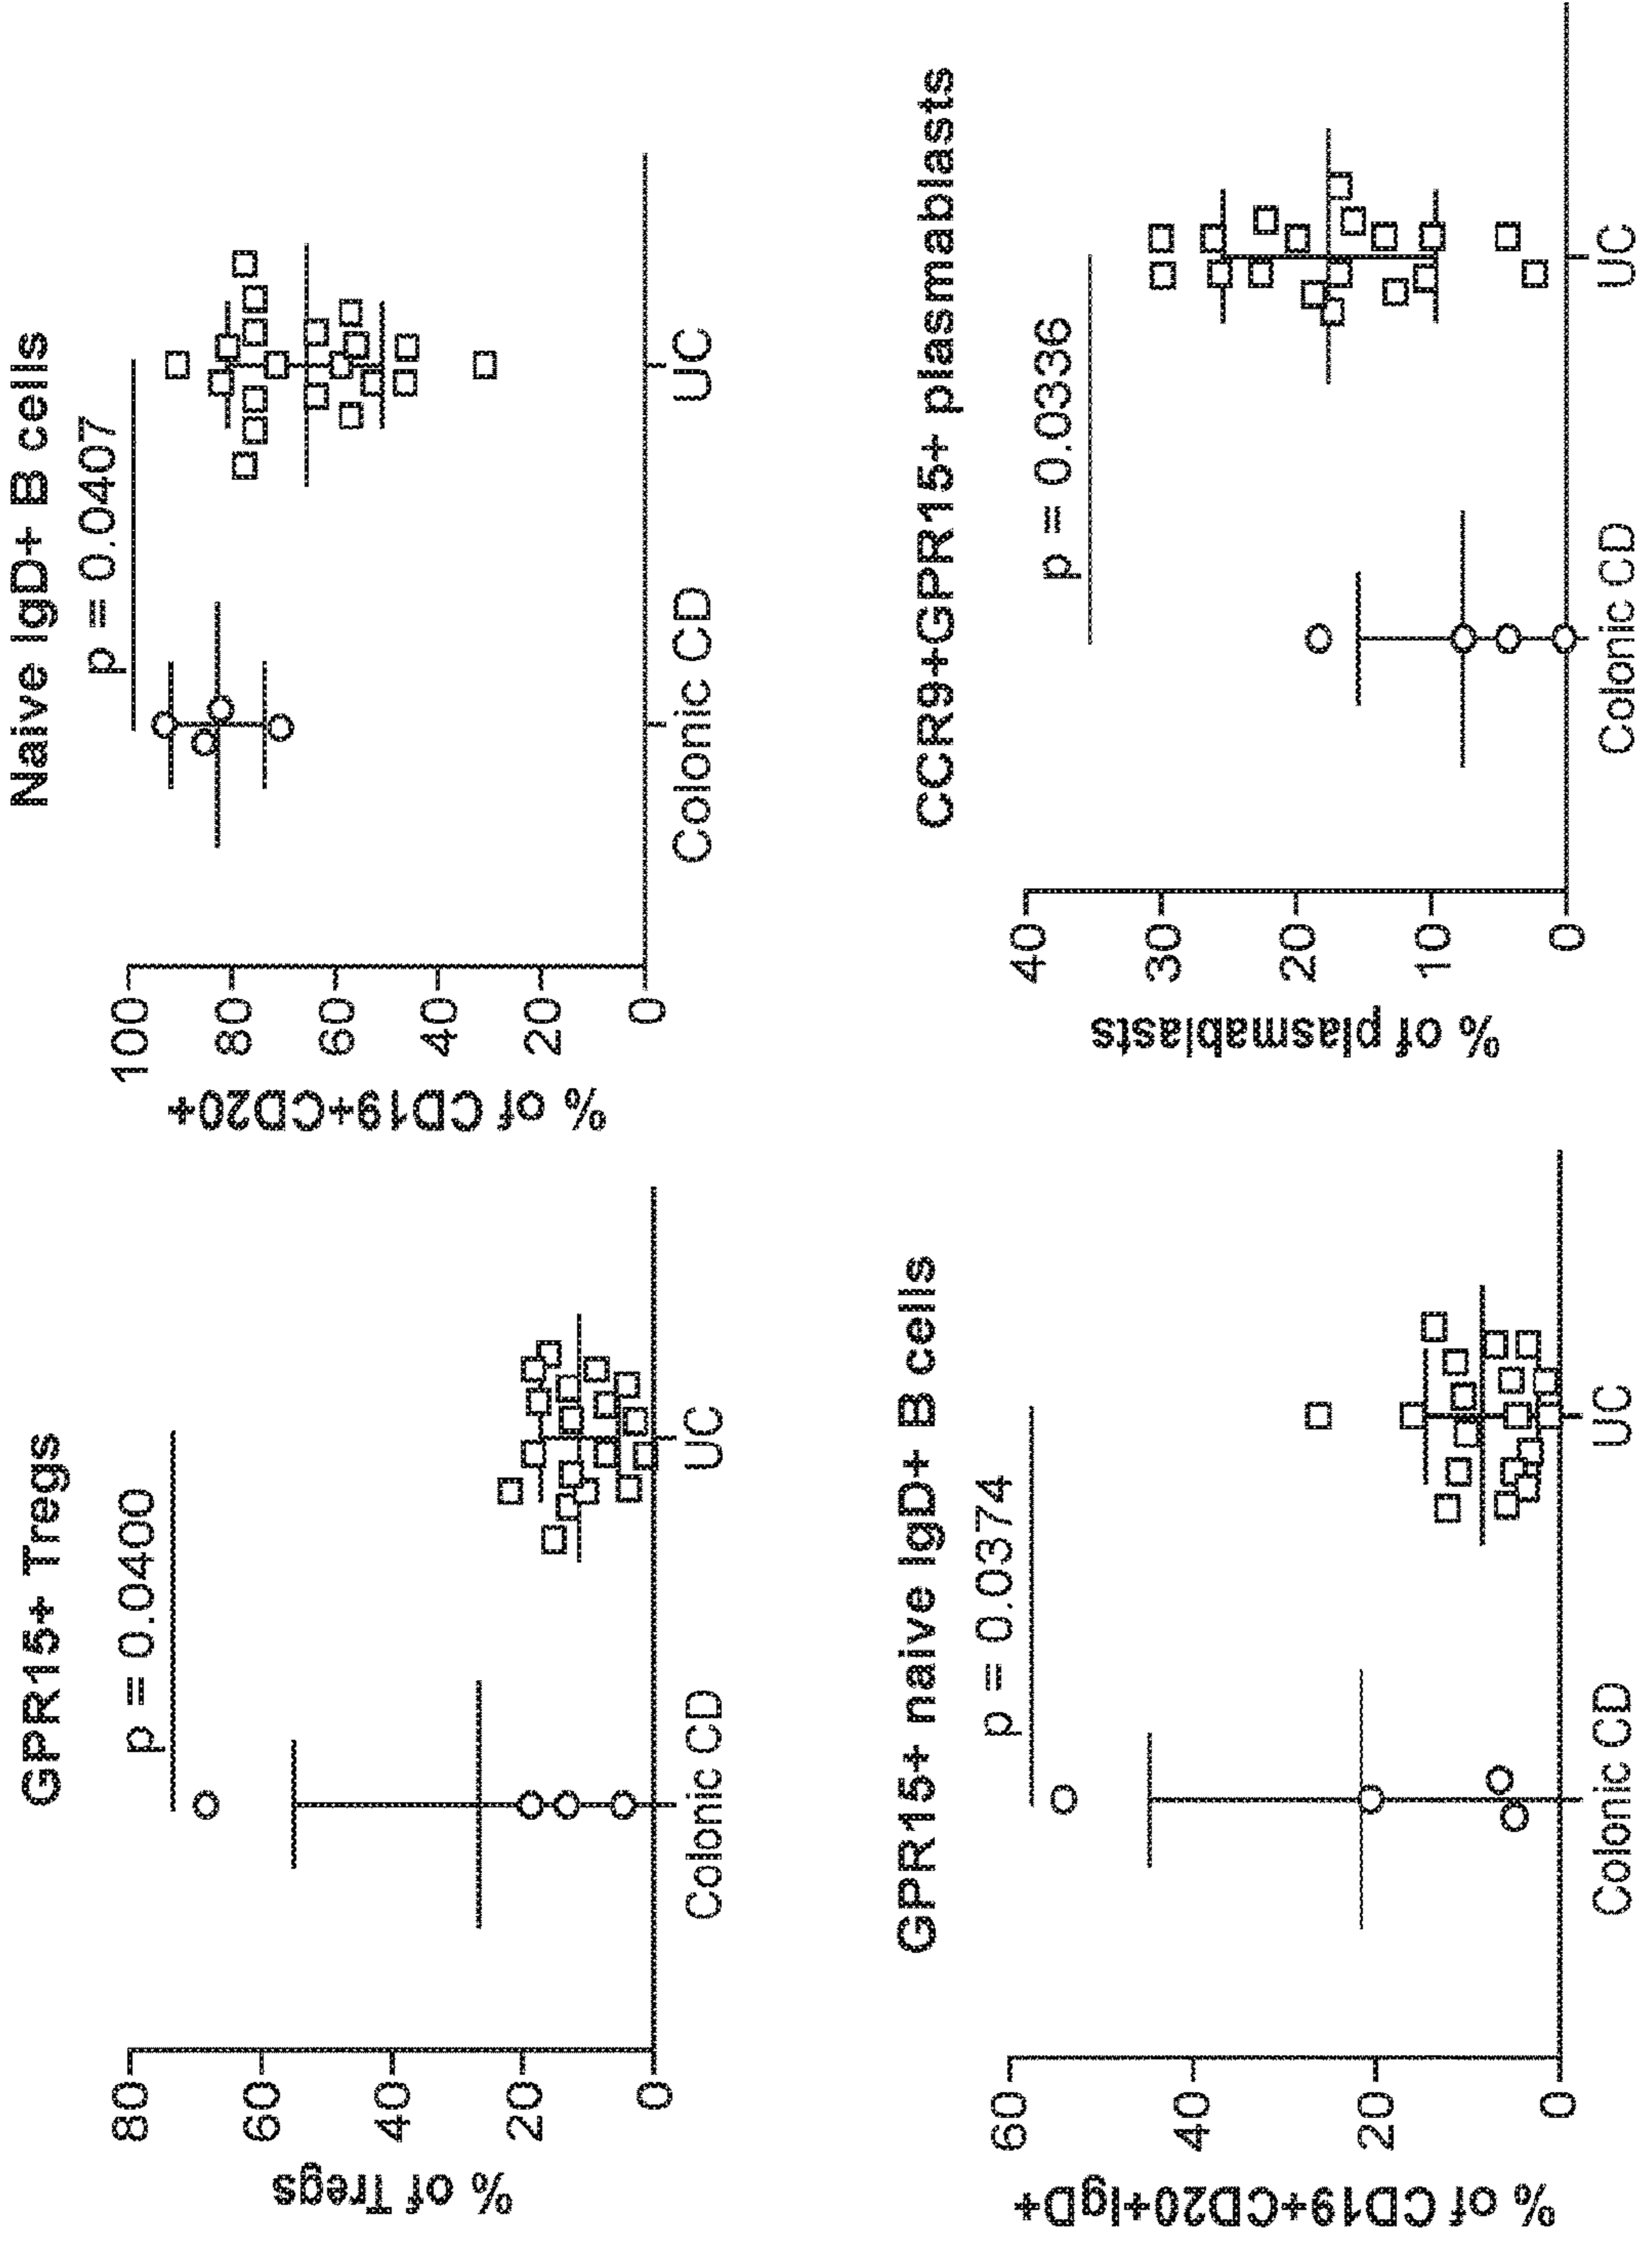 GPR15+ Tregs
p = 0.0400
% of Tregs
80
60
40
20
0
Colonic CD
UC
Naive IgD+ B cells
p = 0.0407
% of CD19+CD20+
100
80
60
40
20
0
Colonic CD
UC
GPR15+ naive IgD+ B cells
p = 0.0374
% of CD19+CD20+IgD+
60
40
20
0
Colonic CD
UC
CCR9+GPR15+ plasmablasts
p = 0.0336
% of plasmablasts
40
30
20
10
0
Colonic CD
UC